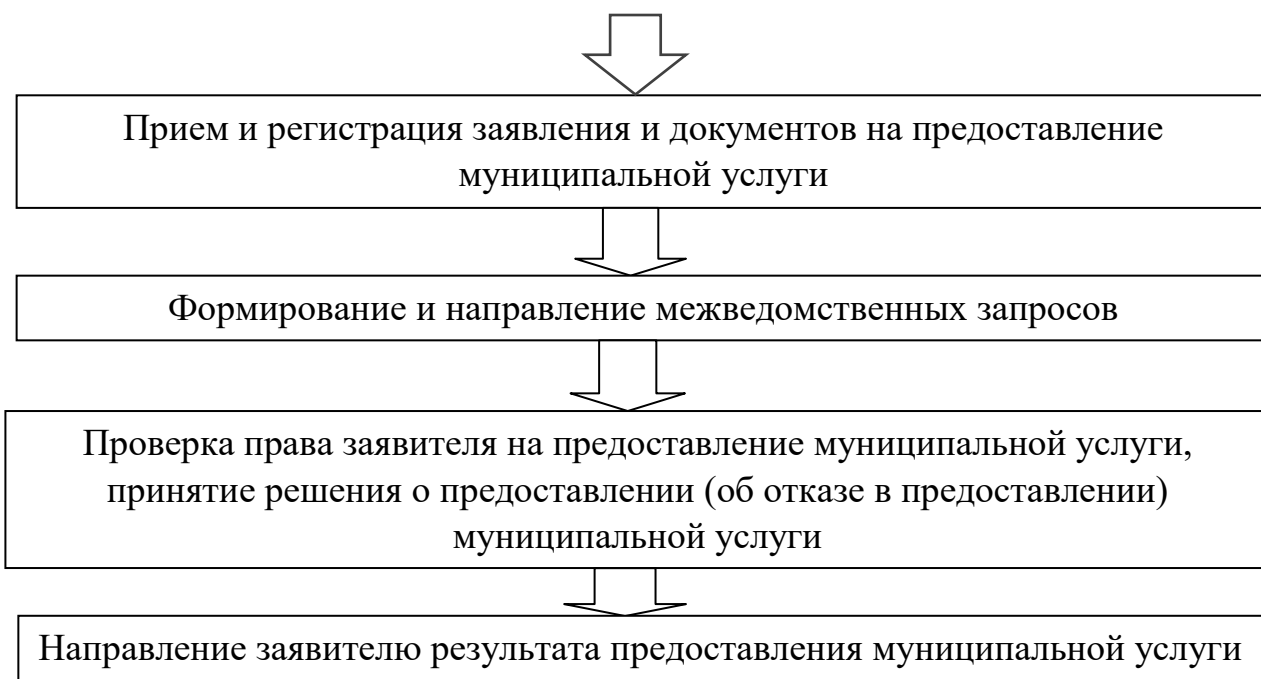 Прием и регистрация заявления и документов на предоставление
муниципальной услуги
Формирование и направление межведомственных запросов
Проверка права заявителя на предоставление муниципальной услуги,
принятие решения о предоставлении (об отказе в предоставлении)
муниципальной услуги
Направление заявителю результата предоставления муниципальной услуги